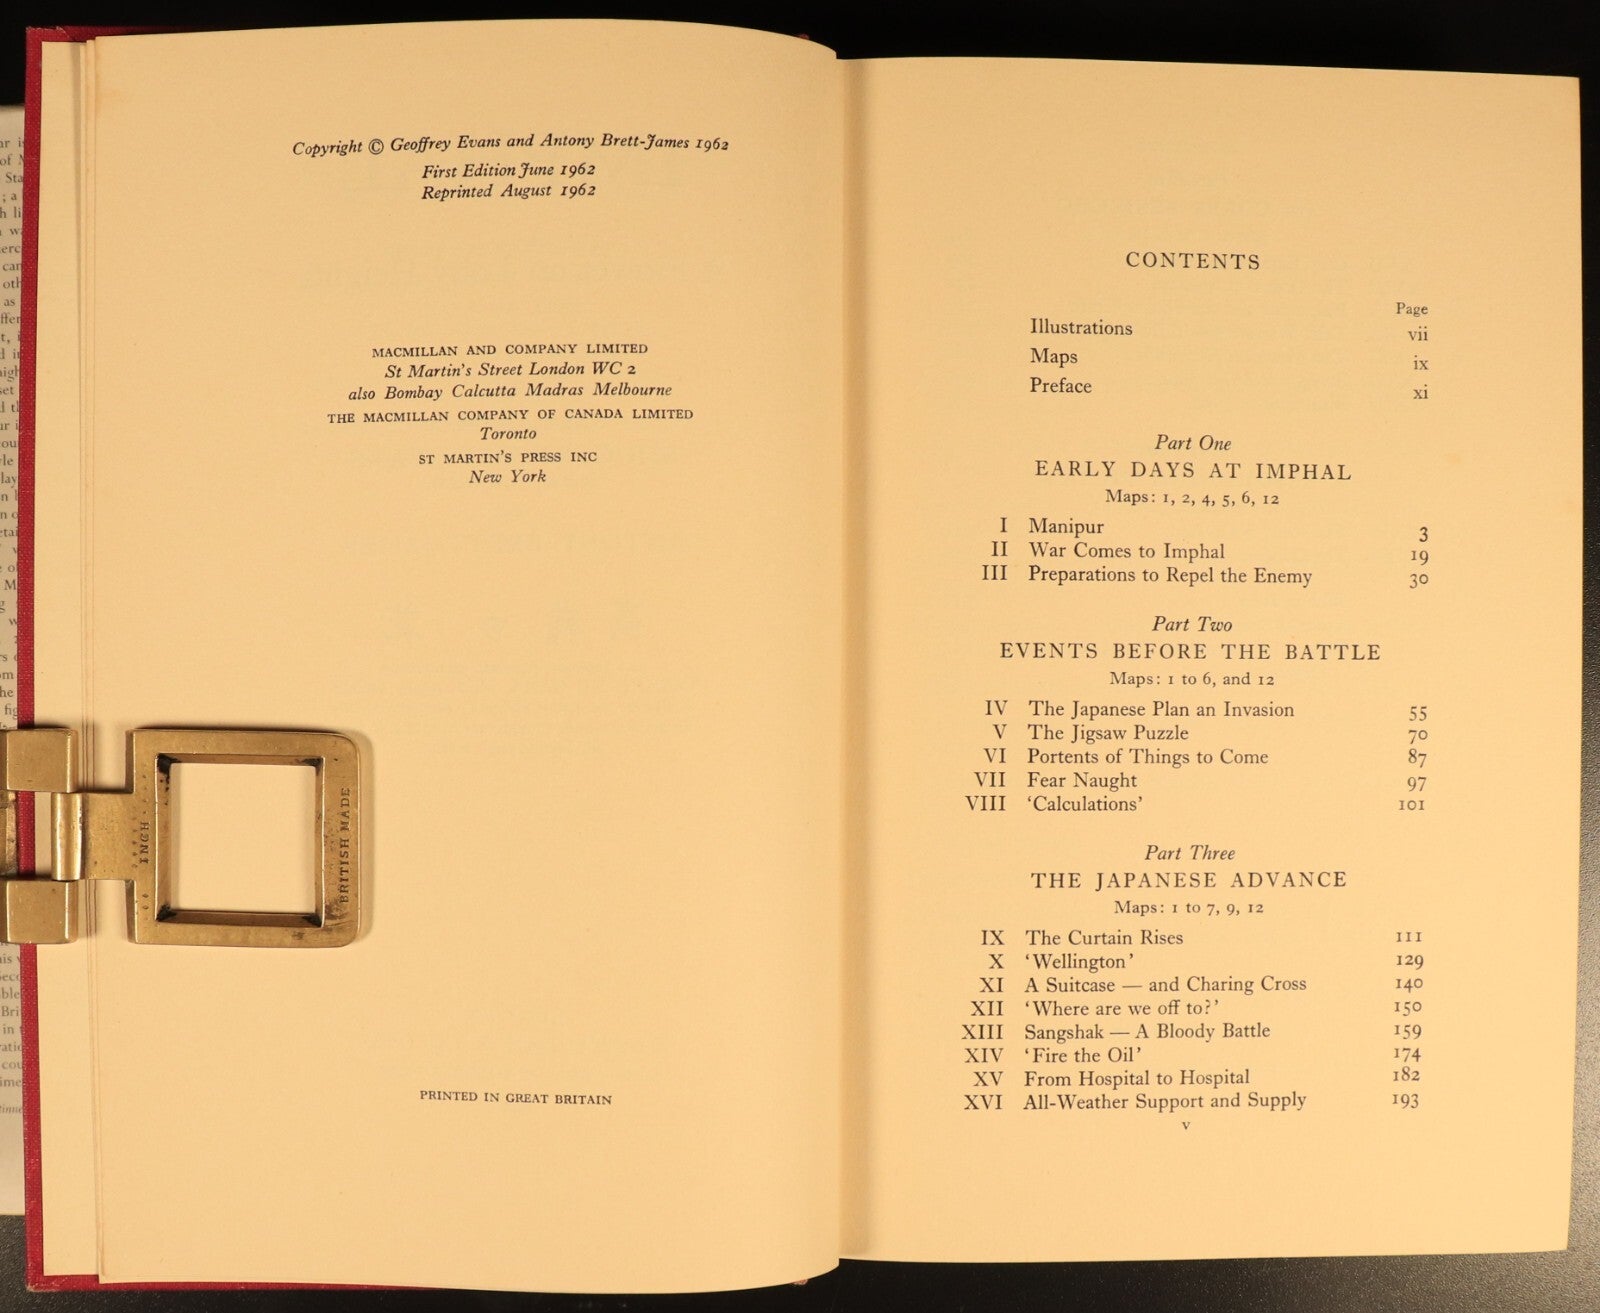 Copyright © Geoffrey Evans and Antony Brett-James 1962
First Edition June 1962
Reprinted August 1962
MACMILLAN AND COMPANY LIMITED
St Martin's Street London WC 2
also Bombay Calcutta Madras Melbourne
THE MACMILLAN COMPANY OF CANADA LIMITED
Toronto
ST MARTIN'S PRESS INC
New York
INCH
BRITISH MADE
PRINTED IN GREAT BRITAIN
CONTENTS
Page
Illustrations vii
Maps ix
Preface xi
Part One
EARLY DAYS AT IMPHAL
Maps: 1, 2, 4, 5, 6, 12
I Manipur 3
II War Comes to Imphal 19
III Preparations to Repel the Enemy 30
Part Two
EVENTS BEFORE THE BATTLE
Maps: 1 to 6, and 12
IV The Japanese Plan an Invasion 55
V The Jigsaw Puzzle 70
VI Portents of Things to Come 87
VII Fear Naught 97
VIII 'Calculations' 101
Part Three
THE JAPANESE ADVANCE
Maps: 1 to 7, 9, 12
IX The Curtain Rises 111
X 'Wellington' 129
XI A Suitcase — and Charing Cross 140
XII 'Where are we off to?' 150
XIII Sangshak — A Bloody Battle 159
XIV 'Fire the Oil' 174
XV From Hospital to Hospital 182
XVI All-Weather Support and Supply 193
v